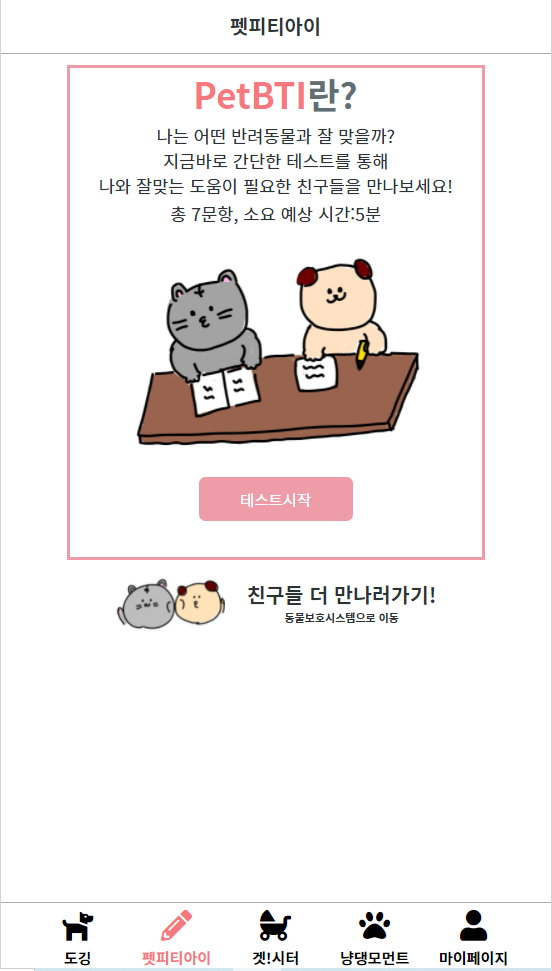 펫피티아이
PetBTI란?
나는 어떤 반려동물과 잘 맞을까?
지금바로 간단한 테스트를 통해
나와 잘맞는 도움이 필요한 친구들을 만나보세요!
총 7문항, 소요 예상 시간:5분
테스트시작
친구들 더 만나러가기!
동물보호시스템으로 이동
도깅
펫피티아이
겟!시터
냥댕모먼트
마이페이지